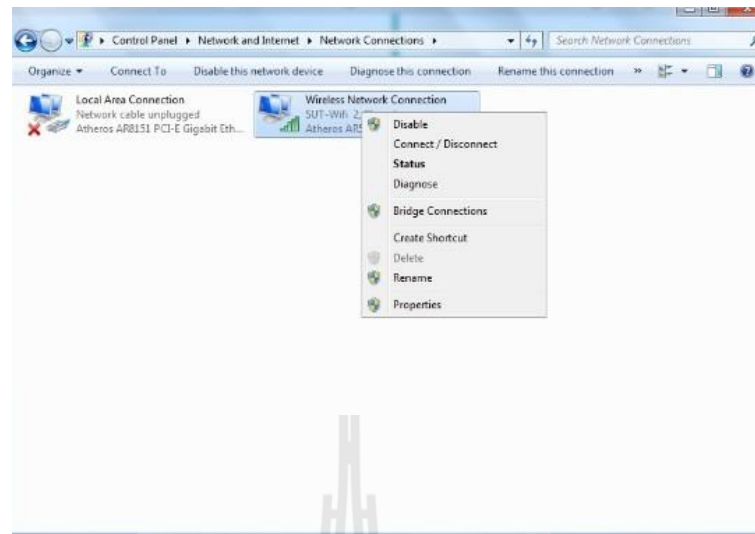 Control Panel ▸ Network and Internet ▸ Network Connections ▸
Search Network Connections
Organize Connect To Disable this network device Diagnose this connection Rename this connection »
Local Area Connection
Network cable unplugged
Atheros AR8151 PCI-E Gigabit Eth...
Wireless Network Connection
SUT-Wifi
Atheros
Disable
Connect / Disconnect
Status
Diagnose
Bridge Connections
Create Shortcut
Delete
Rename
Properties